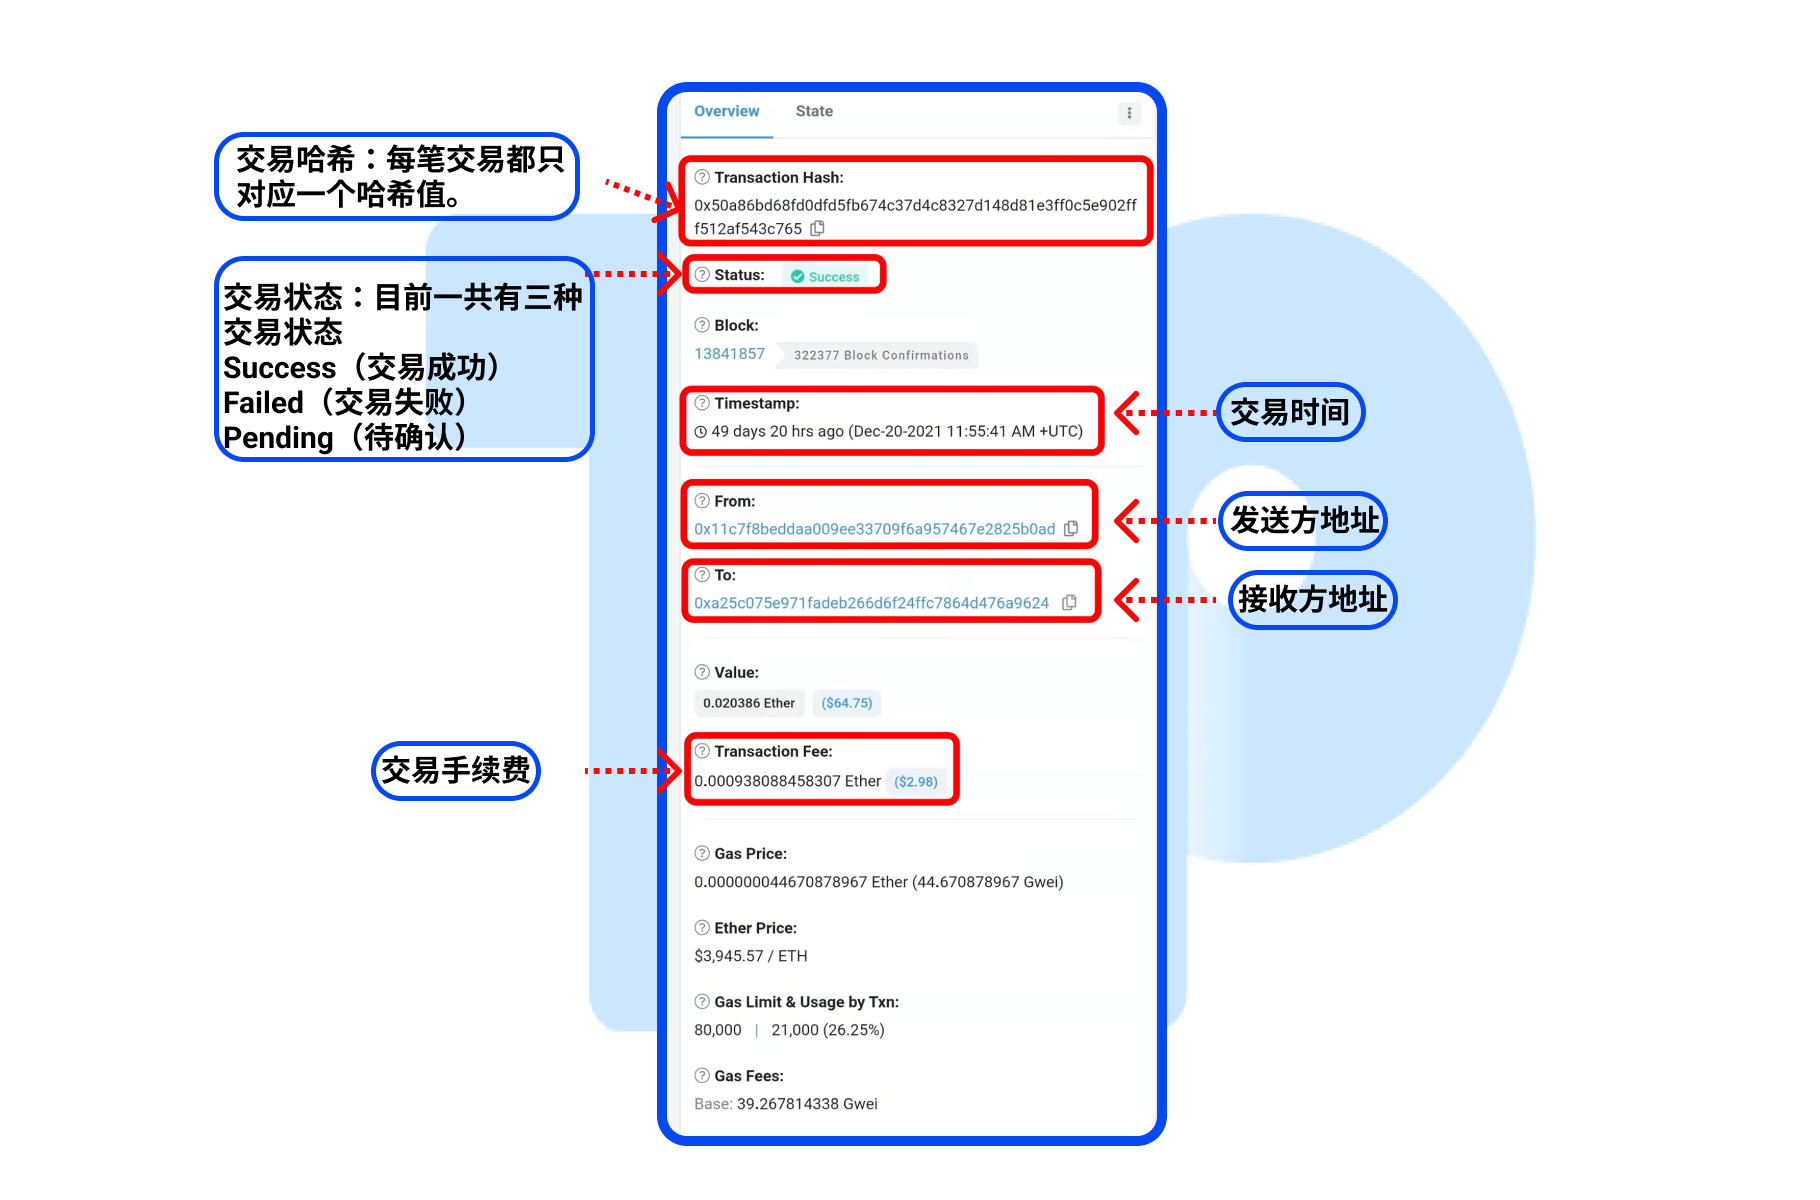 Overview State
交易哈希：每笔交易都只
对应一个哈希值。
Transaction Hash:
0x50a86bd68fd0dfd5fb674c37d4c8327d148d81e3ff0c5e902ff
f512af543c765
交易状态：目前一共有三种
交易状态
Success（交易成功）
Failed（交易失败）
Pending（待确认）
Status: Success
Block:
13841857 322377 Block Confirmations
Timestamp:
49 days 20 hrs ago (Dec-20-2021 11:55:41 AM +UTC)
交易时间
From:
0x11c7f8beddaa009ee33709f6a957467e2825b0ad
发送方地址
To:
0xa25c075e971fadeb266d6f24ffc7864d476a9624
接收方地址
Value:
0.020386 Ether ($64.75)
交易手续费
Transaction Fee:
0.000938088458307 Ether ($2.98)
Gas Price:
0.000000044670878967 Ether (44.670878967 Gwei)
Ether Price:
$3,945.57 / ETH
Gas Limit & Usage by Txn:
80,000 | 21,000 (26.25%)
Gas Fees:
Base: 39.267814338 Gwei